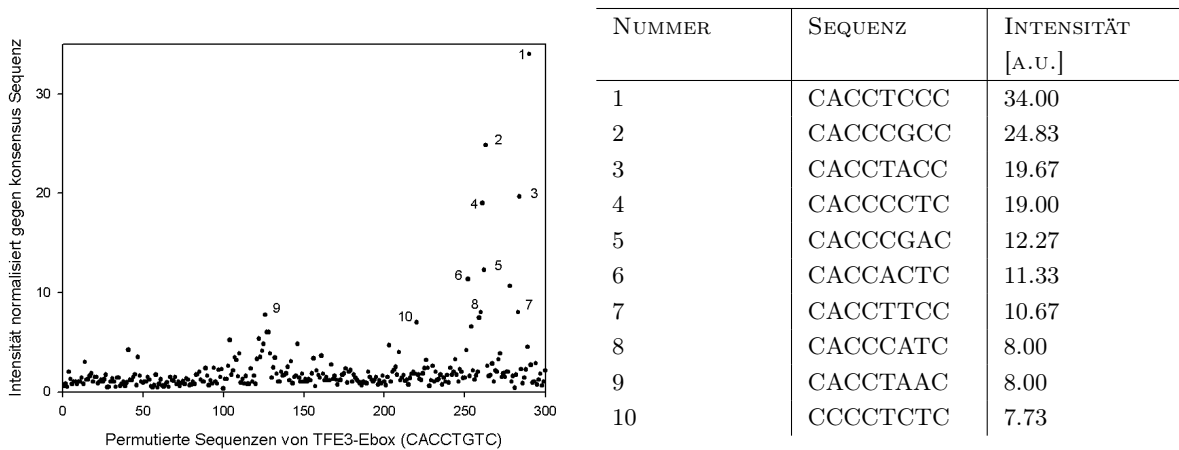 Intensität normalisiert gegen konsensus Sequenz
30
20
10
0
1
2
3
4
5
6
7
8
9
10
0 50 100 150 200 250 300
Permutierte Sequenzen von TFE3-Ebox (CACCTGTC)
NUMMER SEQUENZ INTENSITÄT
[A.U.]
1 CACCTCCC 34.00
2 CACCCGCC 24.83
3 CACCTACC 19.67
4 CACCCCTC 19.00
5 CACCCGAC 12.27
6 CACCACTC 11.33
7 CACCTTCC 10.67
8 CACCCATC 8.00
9 CACCTAAC 8.00
10 CCCCTCTC 7.73